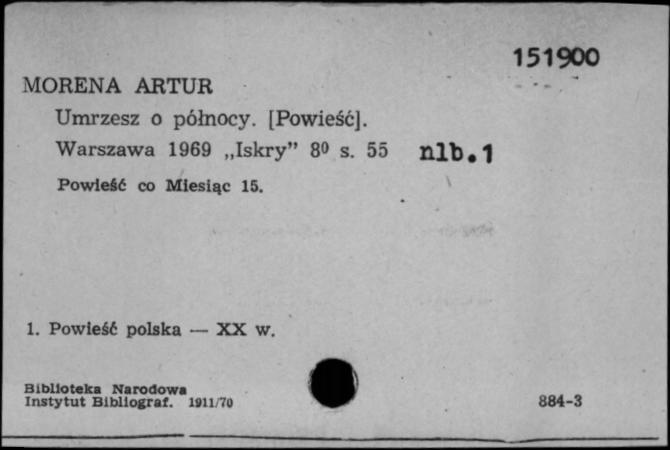 151900
MORENA ARTUR
Umrzesz o północy. [Powieść].
Warszawa 1969 „Iskry” 8º s. 55 nlb.1
Powieść co Miesiąc 15.
1. Powieść polska — XX w.
Biblioteka Narodowa
Instytut Bibliograf. 1911/70
884-3